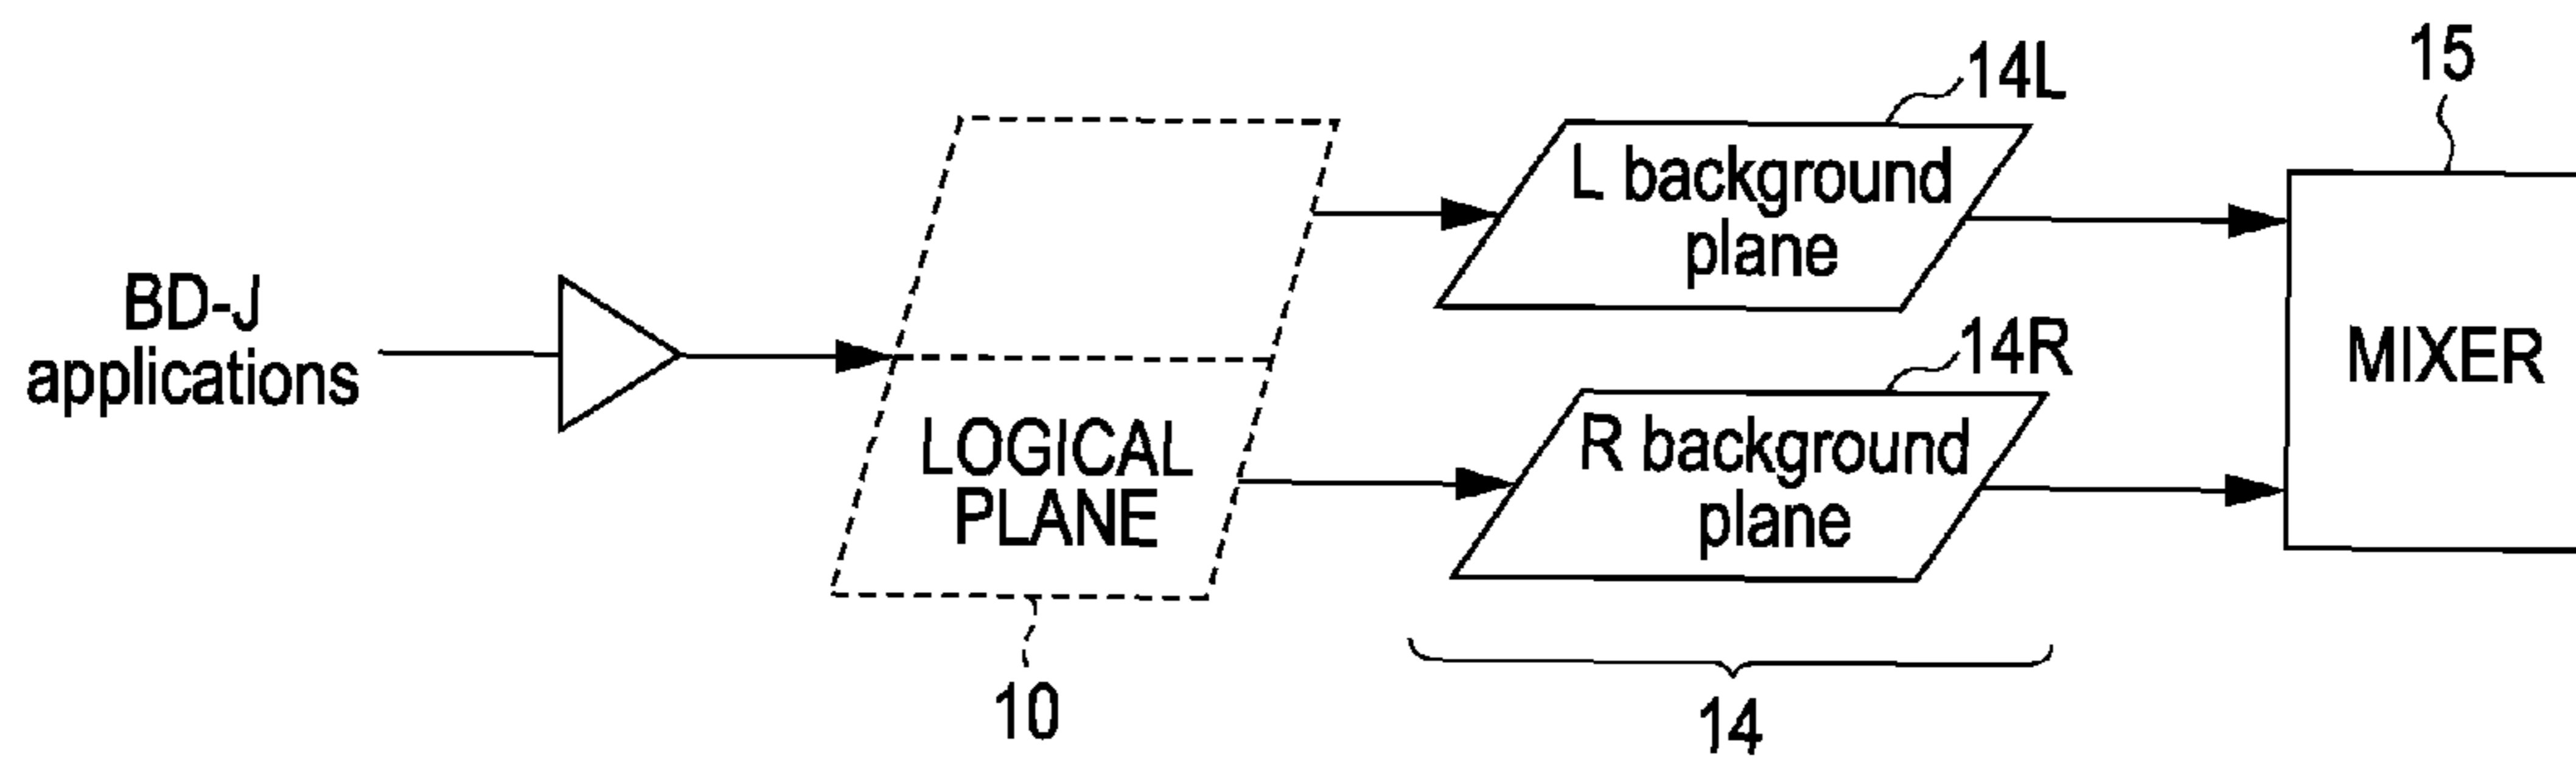 BD-J
applications
LOGICAL
PLANE
10
14L
L background
plane
14R
R background
plane
14
15
MIXER